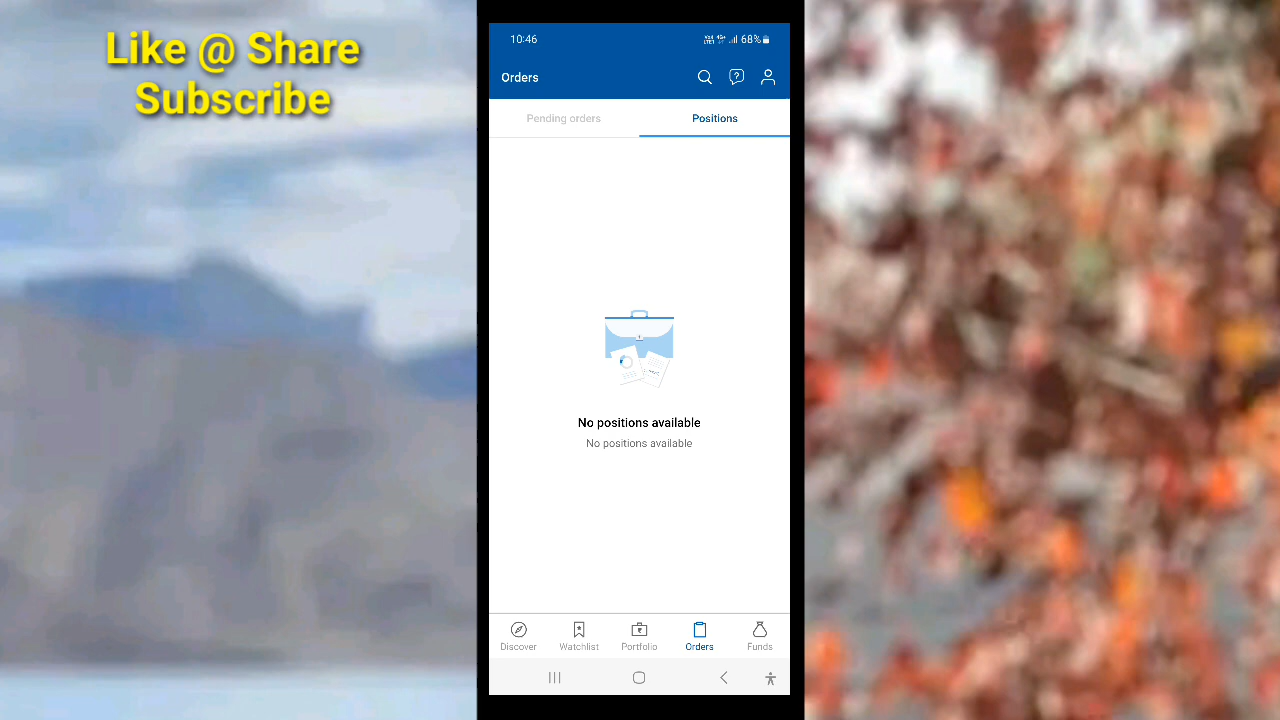 Like @ Share
Subscribe
10:46
68%
Orders
Pending orders
Positions
No positions available
No positions available
Discover
Watchlist
Portfolio
Orders
Funds